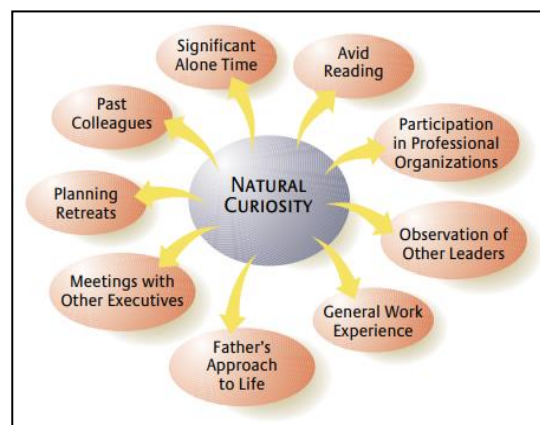 Significant
Alone Time
Avid
Reading
Past
Colleagues
Participation
in Professional
Organizations
NATURAL
CURIOSITY
Planning
Retreats
Observation of
Other Leaders
Meetings with
Other Executives
General Work
Experience
Father's
Approach
to Life